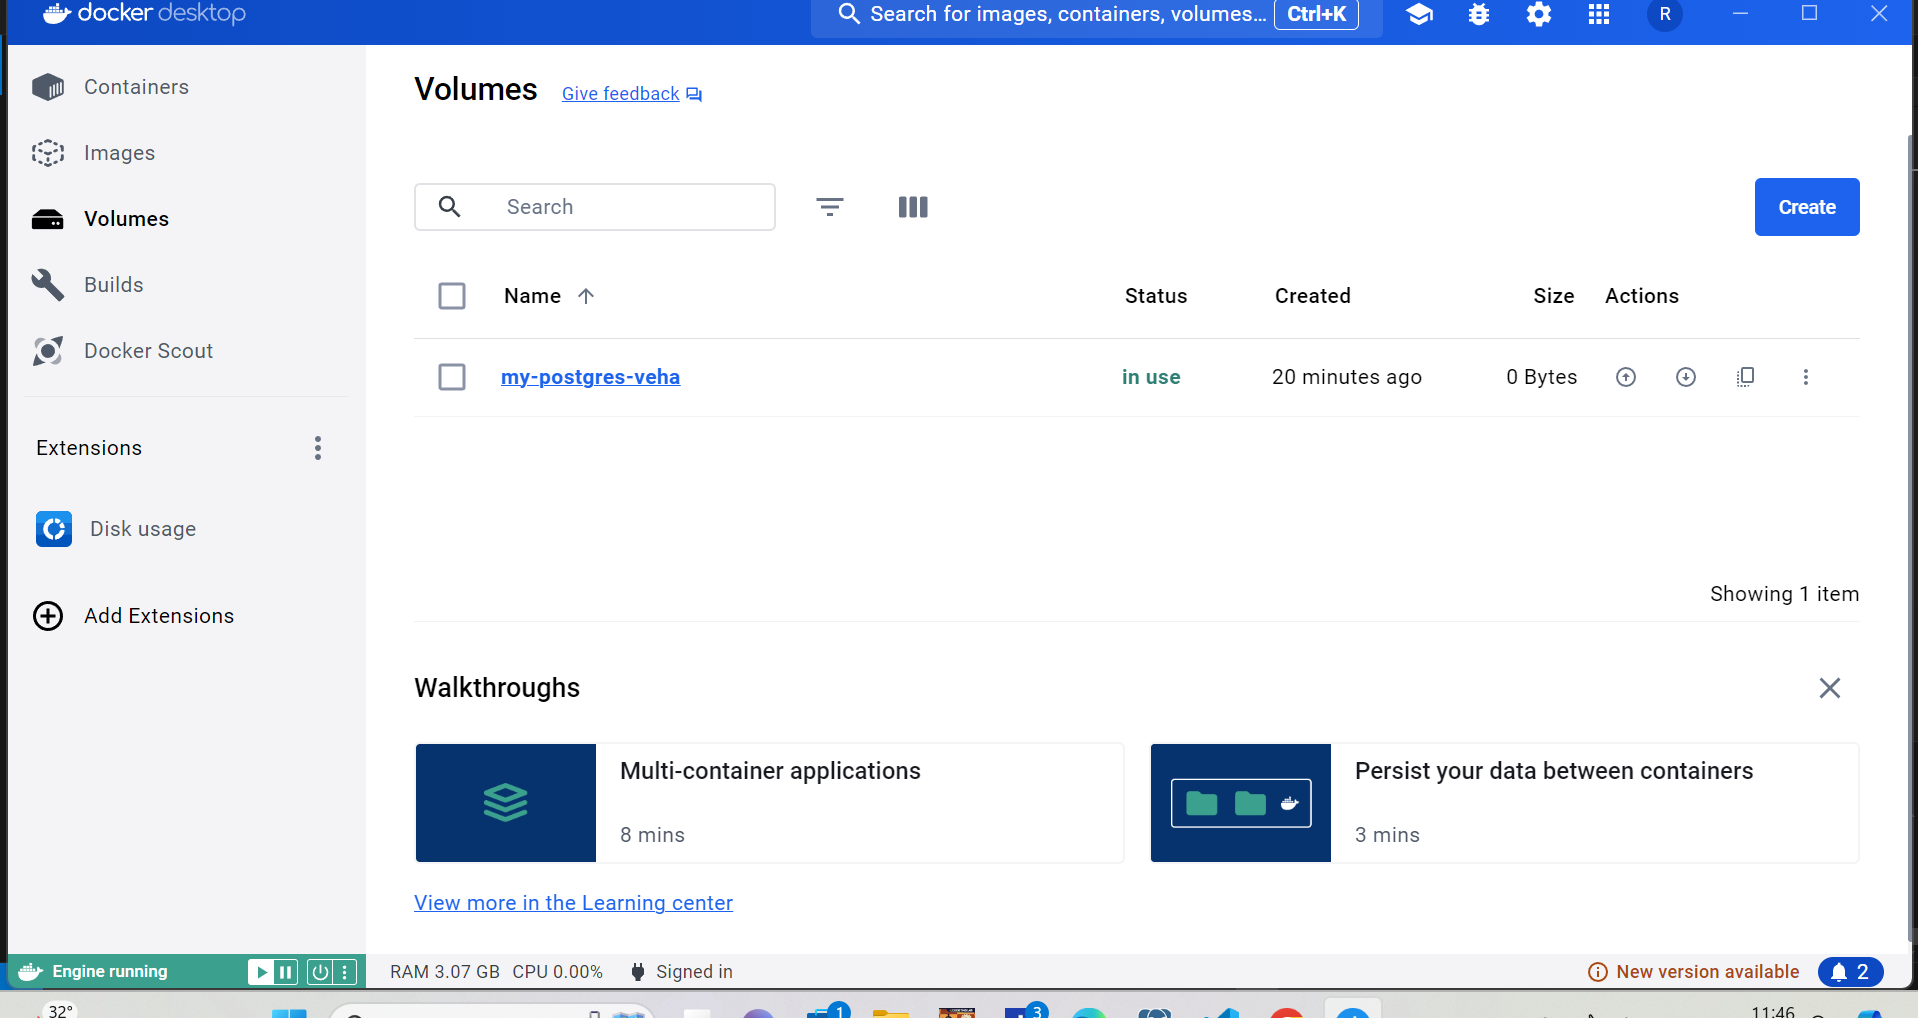 docker desktop
Search for images, containers, volumes... Ctrl+K
R
Containers
Images
Volumes
Builds
Docker Scout
Extensions
Disk usage
Add Extensions
Volumes Give feedback
Search
Create
Name Status Created Size Actions
my-postgres-veha in use 20 minutes ago 0 Bytes
Showing 1 item
Walkthroughs
Multi-container applications
8 mins
Persist your data between containers
3 mins
View more in the Learning center
Engine running
RAM 3.07 GB CPU 0.00% Signed in
New version available 2
32°
1
3
11:46